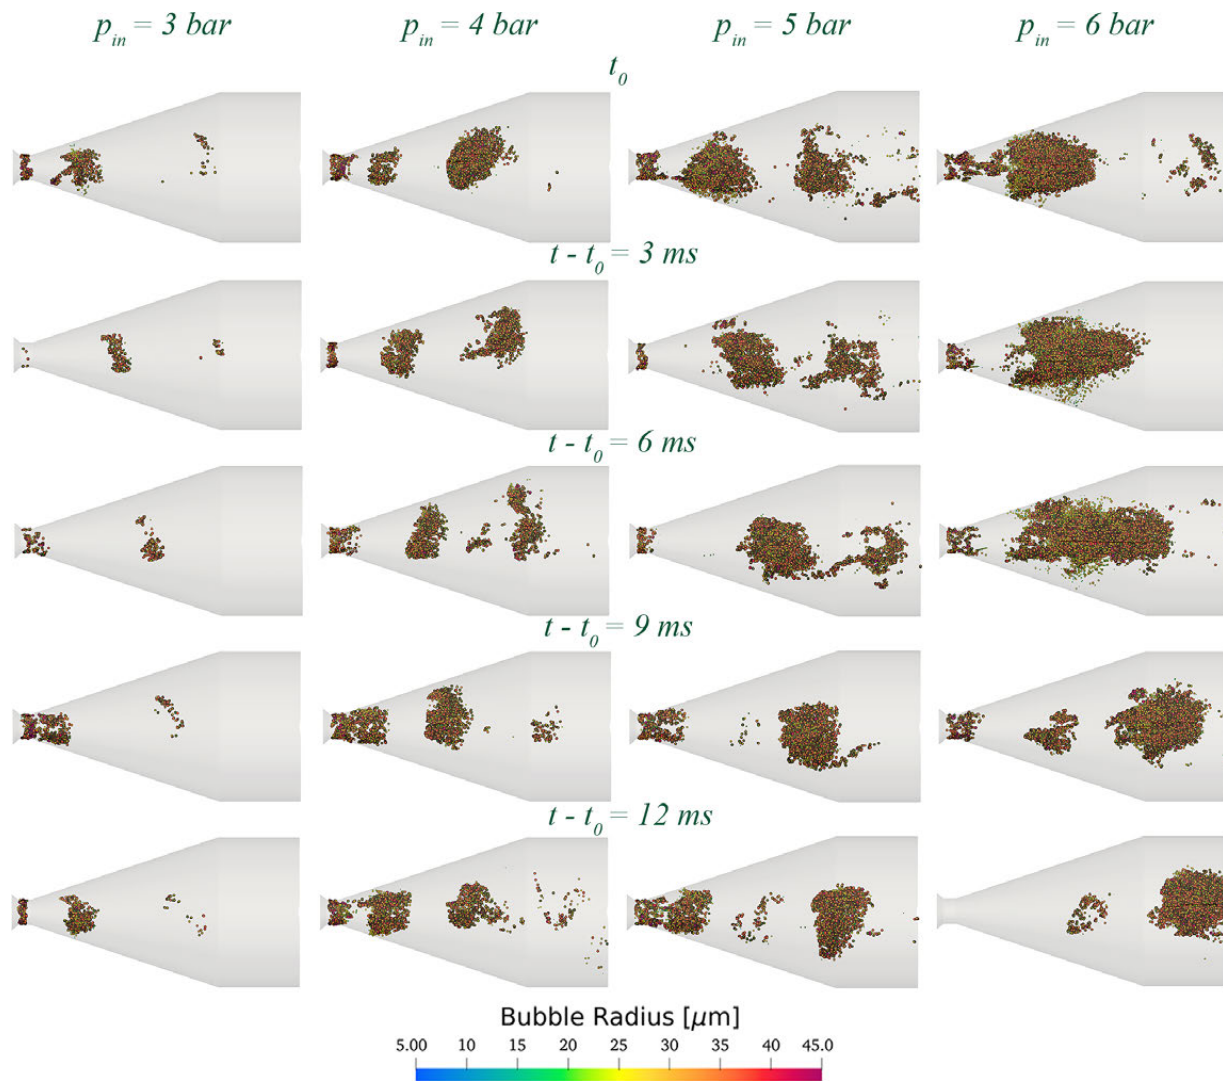 p_in = 3 bar p_in = 4 bar p_in = 5 bar p_in = 6 bar
t_0
t - t_0 = 3 ms
t - t_0 = 6 ms
t - t_0 = 9 ms
t - t_0 = 12 ms
Bubble Radius [μm]
5.00 10 15 20 25 30 35 40 45.0